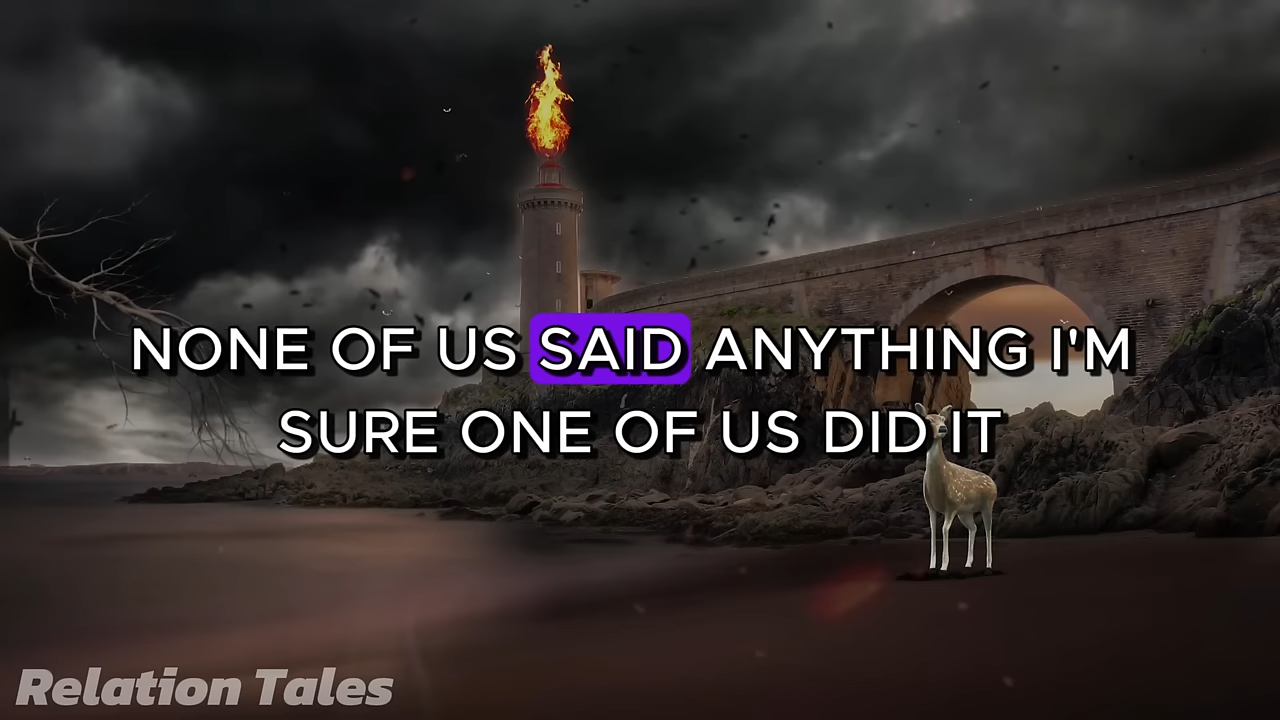 NONE OF US SAID ANYTHING I'M
SURE ONE OF US DID IT
Relation Tales